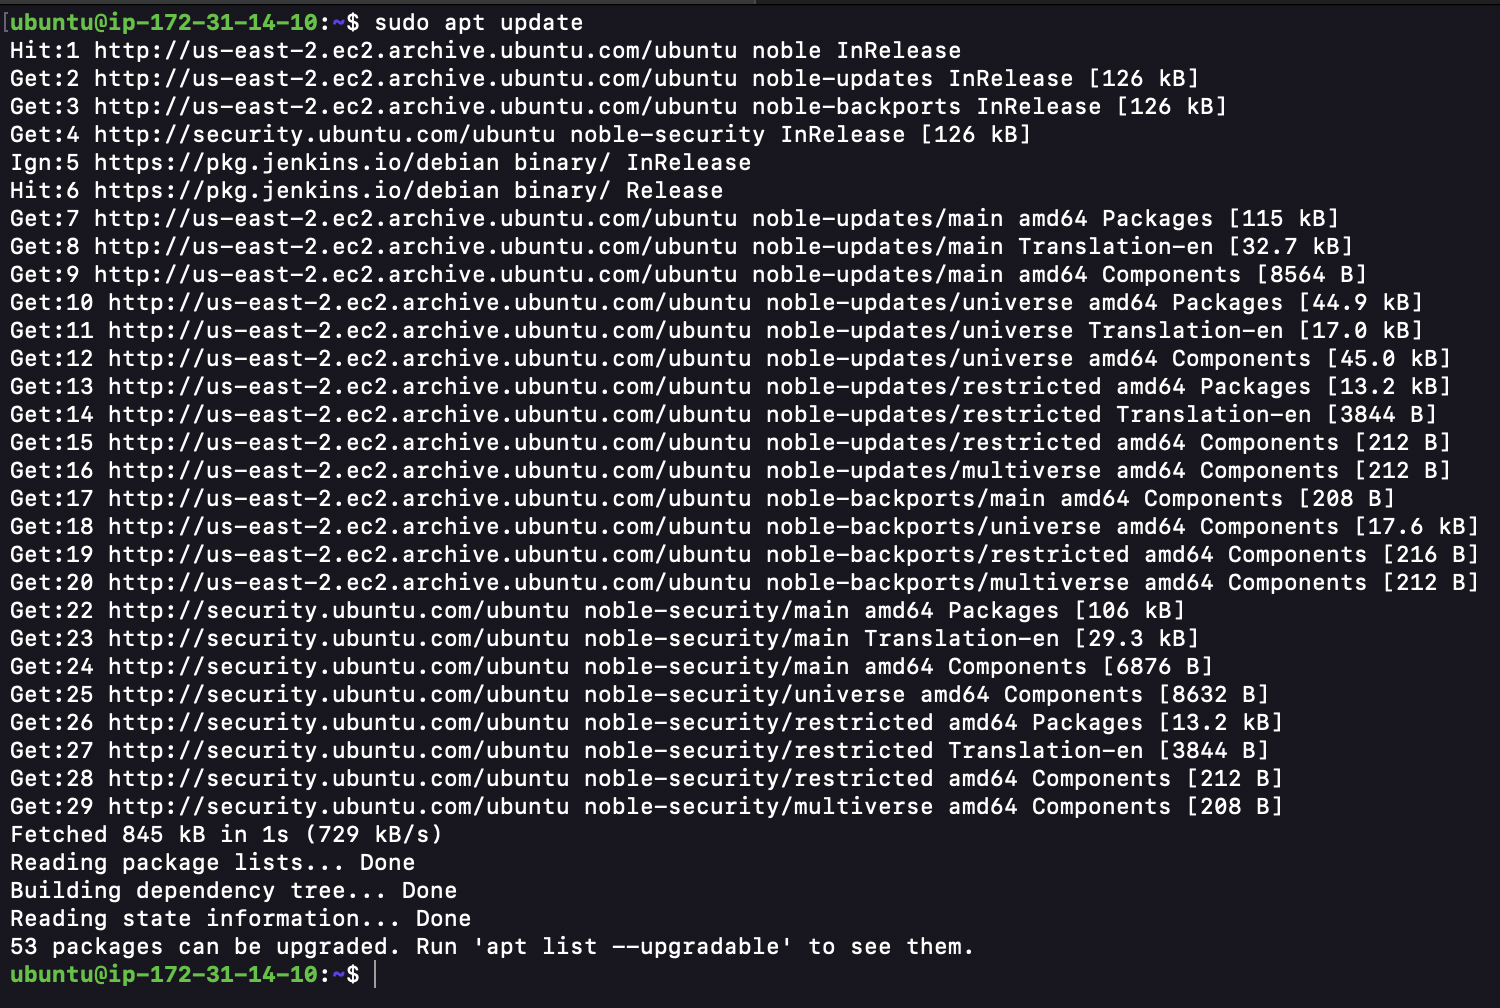 [ubuntu@ip-172-31-14-10:~$ sudo apt update
Hit:1 http://us-east-2.ec2.archive.ubuntu.com/ubuntu noble InRelease
Get:2 http://us-east-2.ec2.archive.ubuntu.com/ubuntu noble-updates InRelease [126 kB]
Get:3 http://us-east-2.ec2.archive.ubuntu.com/ubuntu noble-backports InRelease [126 kB]
Get:4 http://security.ubuntu.com/ubuntu noble-security InRelease [126 kB]
Ign:5 https://pkg.jenkins.io/debian binary/ InRelease
Hit:6 https://pkg.jenkins.io/debian binary/ Release
Get:7 http://us-east-2.ec2.archive.ubuntu.com/ubuntu noble-updates/main amd64 Packages [115 kB]
Get:8 http://us-east-2.ec2.archive.ubuntu.com/ubuntu noble-updates/main Translation-en [32.7 kB]
Get:9 http://us-east-2.ec2.archive.ubuntu.com/ubuntu noble-updates/main amd64 Components [8564 B]
Get:10 http://us-east-2.ec2.archive.ubuntu.com/ubuntu noble-updates/universe amd64 Packages [44.9 kB]
Get:11 http://us-east-2.ec2.archive.ubuntu.com/ubuntu noble-updates/universe Translation-en [17.0 kB]
Get:12 http://us-east-2.ec2.archive.ubuntu.com/ubuntu noble-updates/universe amd64 Components [45.0 kB]
Get:13 http://us-east-2.ec2.archive.ubuntu.com/ubuntu noble-updates/restricted amd64 Packages [13.2 kB]
Get:14 http://us-east-2.ec2.archive.ubuntu.com/ubuntu noble-updates/restricted Translation-en [3844 B]
Get:15 http://us-east-2.ec2.archive.ubuntu.com/ubuntu noble-updates/restricted amd64 Components [212 B]
Get:16 http://us-east-2.ec2.archive.ubuntu.com/ubuntu noble-updates/multiverse amd64 Components [212 B]
Get:17 http://us-east-2.ec2.archive.ubuntu.com/ubuntu noble-backports/main amd64 Components [208 B]
Get:18 http://us-east-2.ec2.archive.ubuntu.com/ubuntu noble-backports/universe amd64 Components [17.6 kB]
Get:19 http://us-east-2.ec2.archive.ubuntu.com/ubuntu noble-backports/restricted amd64 Components [216 B]
Get:20 http://us-east-2.ec2.archive.ubuntu.com/ubuntu noble-backports/multiverse amd64 Components [212 B]
Get:22 http://security.ubuntu.com/ubuntu noble-security/main amd64 Packages [106 kB]
Get:23 http://security.ubuntu.com/ubuntu noble-security/main Translation-en [29.3 kB]
Get:24 http://security.ubuntu.com/ubuntu noble-security/main amd64 Components [6876 B]
Get:25 http://security.ubuntu.com/ubuntu noble-security/universe amd64 Components [8632 B]
Get:26 http://security.ubuntu.com/ubuntu noble-security/restricted amd64 Packages [13.2 kB]
Get:27 http://security.ubuntu.com/ubuntu noble-security/restricted Translation-en [3844 B]
Get:28 http://security.ubuntu.com/ubuntu noble-security/restricted amd64 Components [212 B]
Get:29 http://security.ubuntu.com/ubuntu noble-security/multiverse amd64 Components [208 B]
Fetched 845 kB in 1s (729 kB/s)
Reading package lists... Done
Building dependency tree... Done
Reading state information... Done
53 packages can be upgraded. Run 'apt list --upgradable' to see them.
ubuntu@ip-172-31-14-10:~$